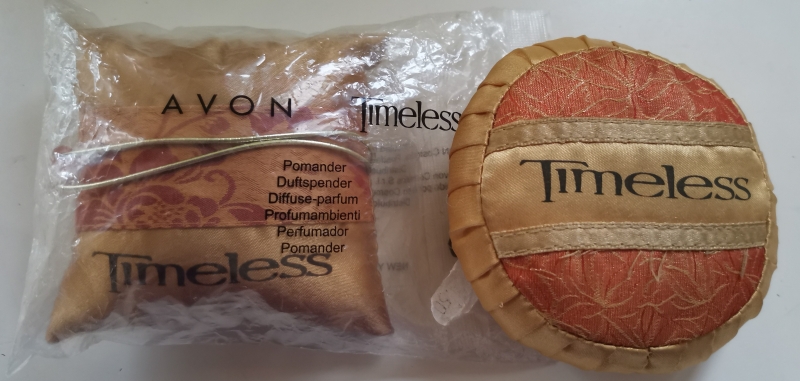 AVON
Timeless
Pomander
Duftspender
Diffuse-parfum
Profumambienti
Perfumador
Pomander
Timeless
Timeless